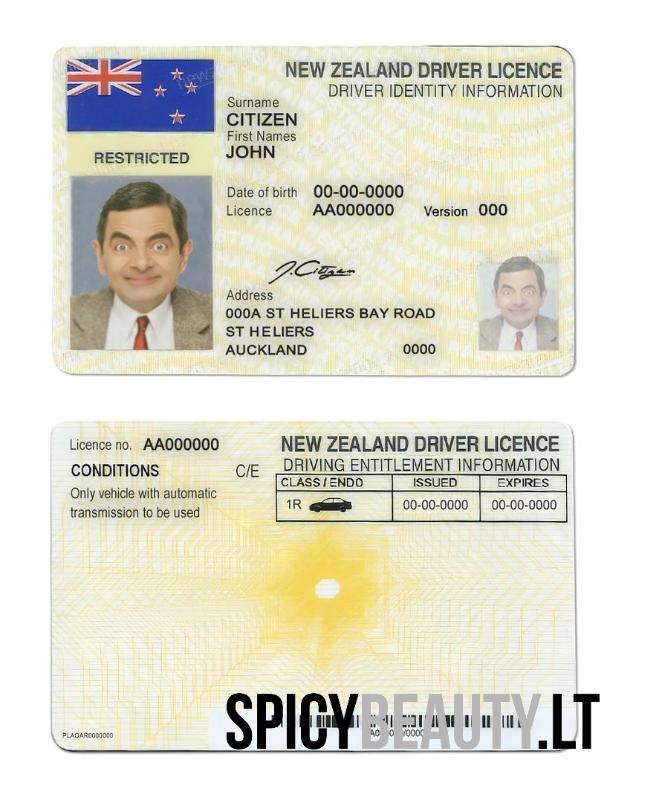 NEW ZEALAND DRIVER LICENCE
DRIVER IDENTITY INFORMATION
Surname
CITIZEN
First Names
JOHN
RESTRICTED
Date of birth 00-00-0000
Licence AA000000 Version 000
J.Citizen
Address
000A ST HELIERS BAY ROAD
ST HELIERS
AUCKLAND 0000
Licence no. AA000000
NEW ZEALAND DRIVER LICENCE
CONDITIONS C/E
DRIVING ENTITLEMENT INFORMATION
Only vehicle with automatic
transmission to be used
CLASS / ENDO ISSUED EXPIRES
1R 00-00-0000 00-00-0000
SPICYBEAUTY.LT